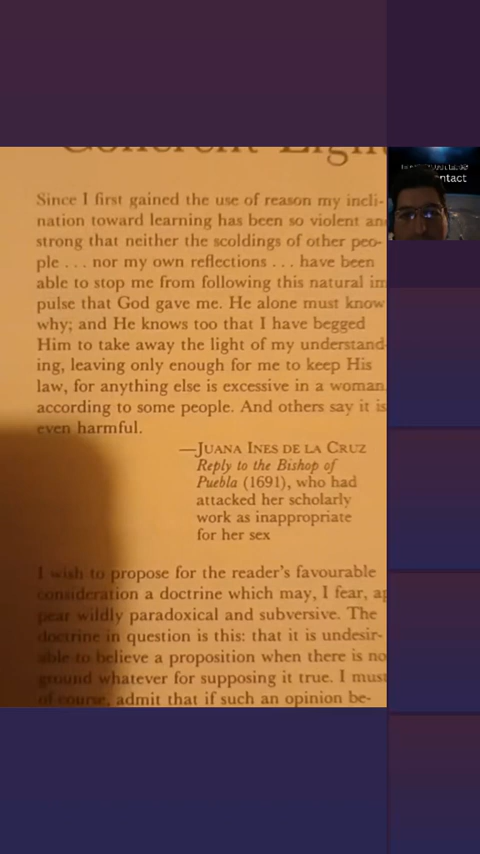 Coherent Ligh
Since I first gained the use of reason my incli-
nation toward learning has been so violent an
strong that neither the scoldings of other peo-
ple . . . nor my own reflections . . . have been
able to stop me from following this natural im
pulse that God gave me. He alone must know
why; and He knows too that I have begged
Him to take away the light of my understand-
ing, leaving only enough for me to keep His
law, for anything else is excessive in a woman
according to some people. And others say it is
even harmful.
—JUANA INES DE LA CRUZ
Reply to the Bishop of
Puebla (1691), who had
attacked her scholarly
work as inappropriate
for her sex
I wish to propose for the reader's favourable
consideration a doctrine which may, I fear, ap
pear wildly paradoxical and subversive. The
doctrine in question is this: that it is undesir-
able to believe a proposition when there is no
ground whatever for supposing it true. I must
of course, admit that if such an opinion be-
ntact